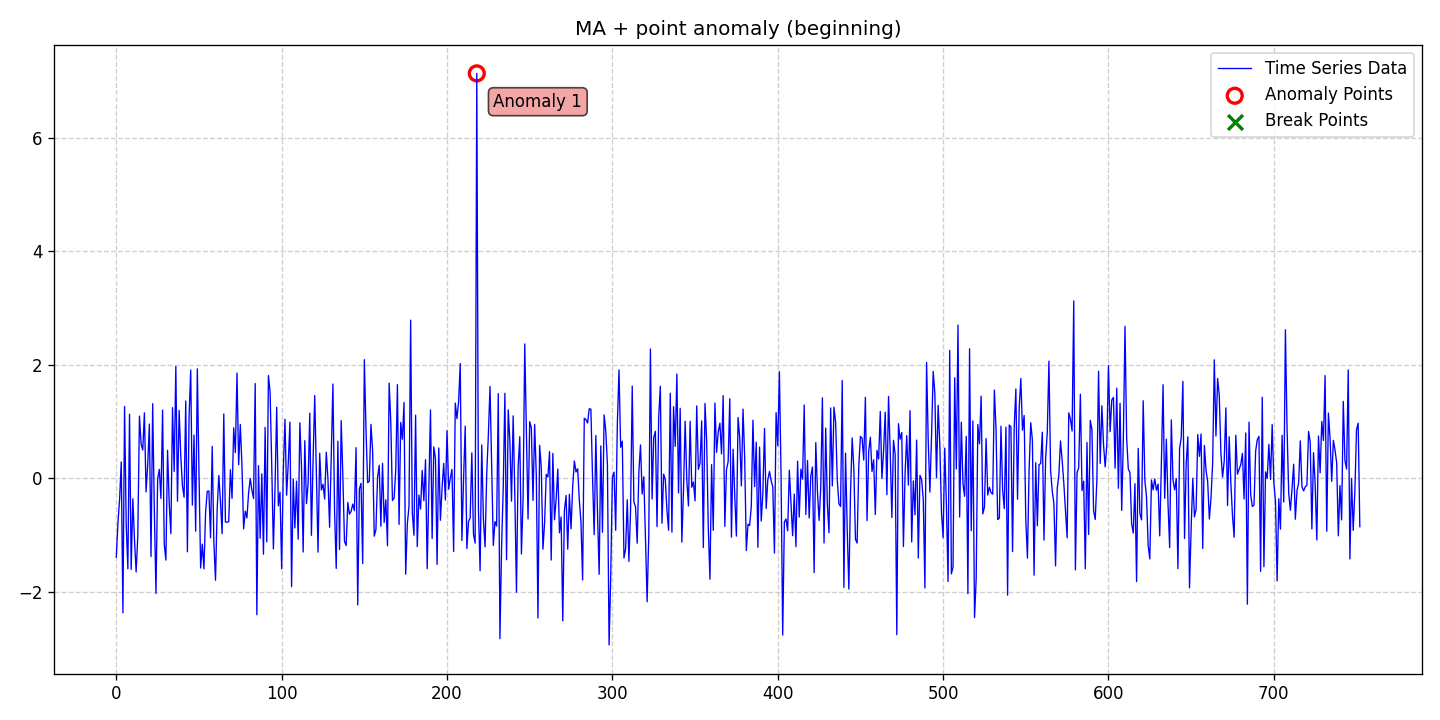 MA + point anomaly (beginning)
Time Series Data
Anomaly Points
Break Points
Anomaly 1
6
4
2
0
−2
0 100 200 300 400 500 600 700